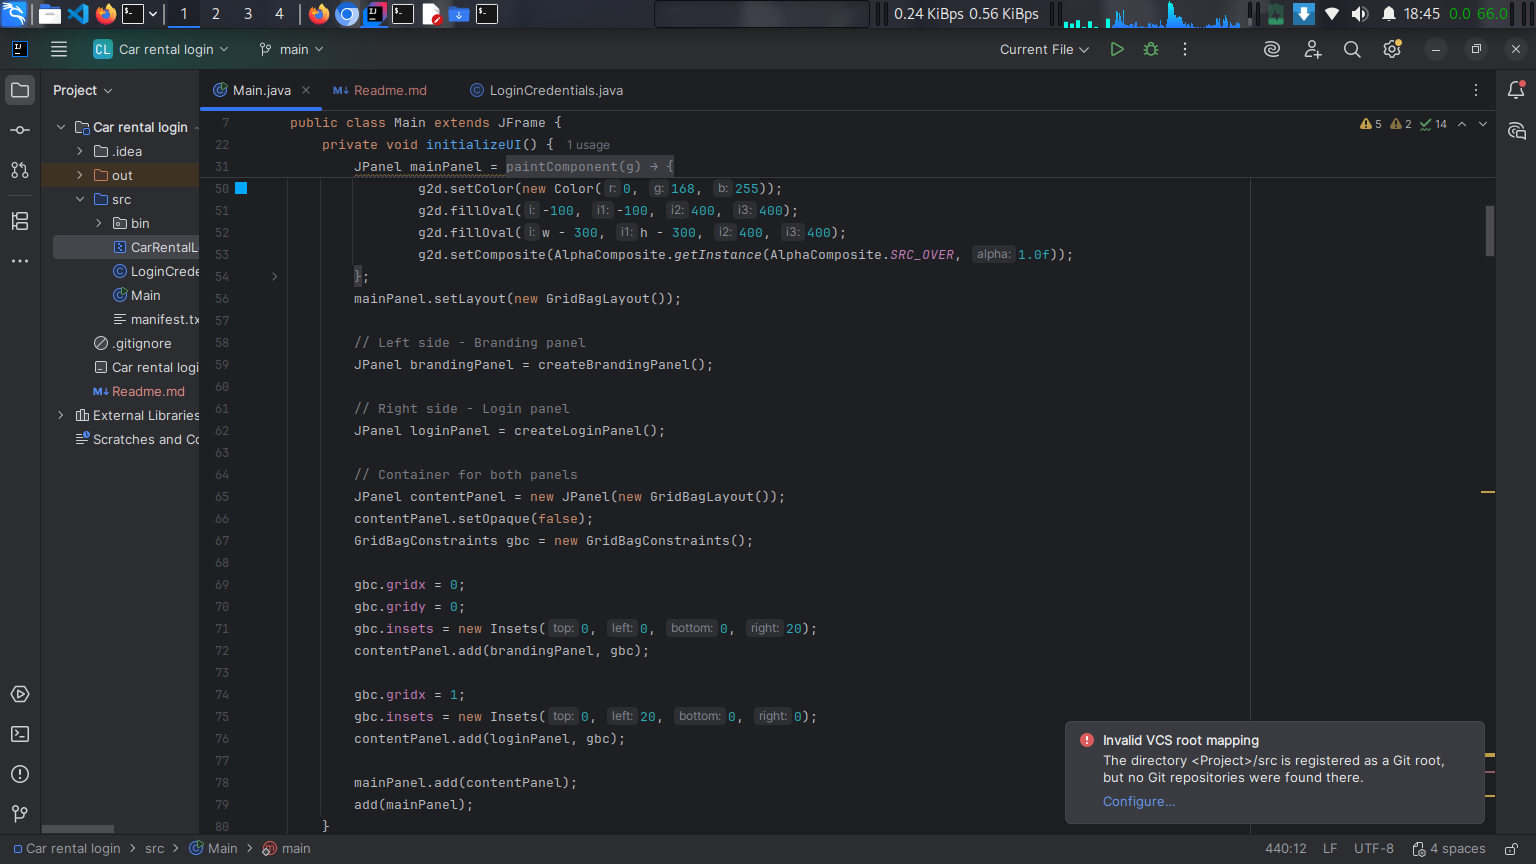 1 2 3 4 0.24 KiBps 0.56 KiBps 18:45 0.0 66.0
CL Car rental login main Current File
Project
Main.java
M↓ Readme.md
LoginCredentials.java
Car rental login
.idea
out
src
bin
CarRentalLo
LoginCrede
Main
manifest.tx
.gitignore
Car rental logi
M↓ Readme.md
External Libraries
Scratches and Co
5 2 14
7 public class Main extends JFrame {
22 private void initializeUI() { 1 usage
31 JPanel mainPanel = paintComponent(g) → {
50 g2d.setColor(new Color( r: 0, g: 168, b: 255));
51 g2d.fillOval( i: -100, i1: -100, i2: 400, i3: 400);
52 g2d.fillOval( i: w - 300, i1: h - 300, i2: 400, i3: 400);
53 g2d.setComposite(AlphaComposite.getInstance(AlphaComposite.SRC_OVER, alpha: 1.0f));
54 };
56 mainPanel.setLayout(new GridBagLayout());
57
58 // Left side - Branding panel
59 JPanel brandingPanel = createBrandingPanel();
60
61 // Right side - Login panel
62 JPanel loginPanel = createLoginPanel();
63
64 // Container for both panels
65 JPanel contentPanel = new JPanel(new GridBagLayout());
66 contentPanel.setOpaque(false);
67 GridBagConstraints gbc = new GridBagConstraints();
68
69 gbc.gridx = 0;
70 gbc.gridy = 0;
71 gbc.insets = new Insets( top: 0, left: 0, bottom: 0, right: 20);
72 contentPanel.add(brandingPanel, gbc);
73
74 gbc.gridx = 1;
75 gbc.insets = new Insets( top: 0, left: 20, bottom: 0, right: 0);
76 contentPanel.add(loginPanel, gbc);
77
78 mainPanel.add(contentPanel);
79 add(mainPanel);
80 }
Invalid VCS root mapping
The directory <Project>/src is registered as a Git root,
but no Git repositories were found there.
Configure...
Car rental login > src > Main > main 440:12 LF UTF-8 4 spaces